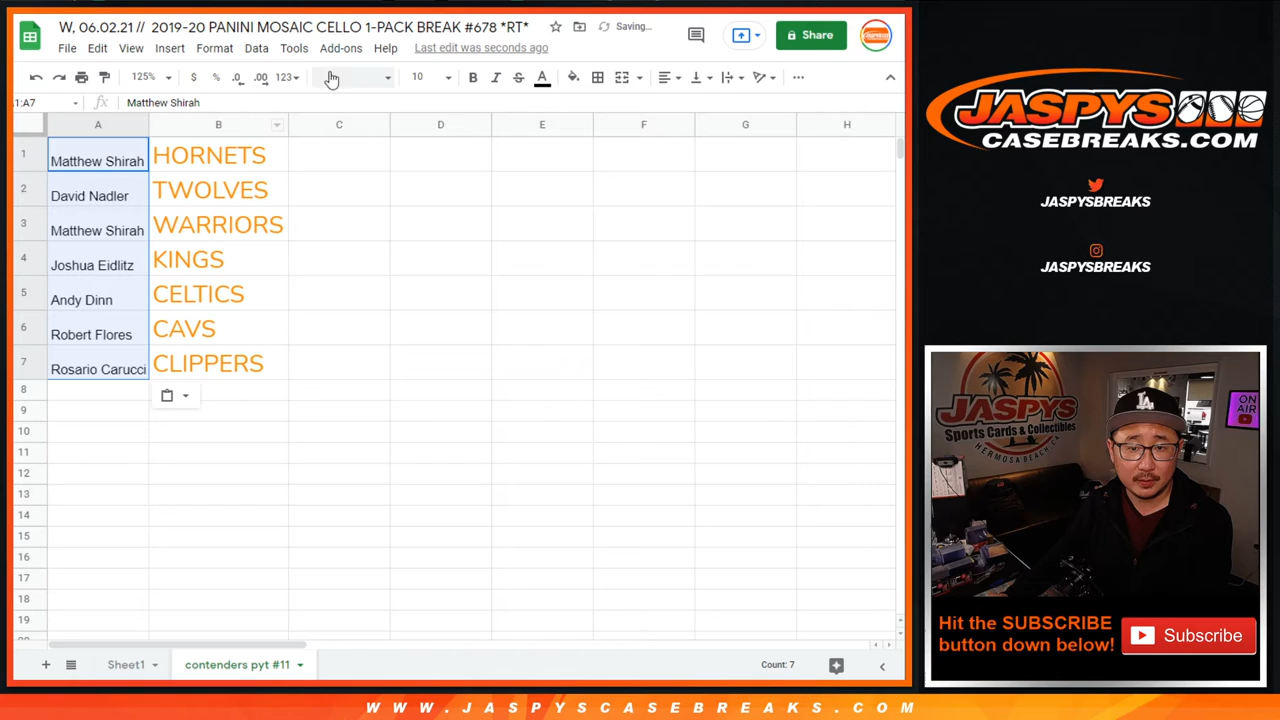 W, 06.02.21 // 2019-20 PANINI MOSAIC CELLO 1-PACK BREAK #678 *RT*
Saving...
Share
File Edit View Insert Format Data Tools Add-ons Help Last edit was seconds ago
125% $ % .0 .00 123 10 B I S A
1:A7 fx Matthew Shirah
A B C D E F G H
1 Matthew Shirah HORNETS
2 David Nadler TWOLVES
3 Matthew Shirah WARRIORS
4 Joshua Eidlitz KINGS
5 Andy Dinn CELTICS
6 Robert Flores CAVS
7 Rosario Carucci CLIPPERS
8
9
10
11
12
13
14
15
16
17
18
19
Sheet1 contenders pyt #11 Count: 7
JASPYS
CASEBREAKS.COM
JASPYSBREAKS
JASPYSBREAKS
JASPYS
Sports Cards & Collectibles
HERMOSA BEACH, CA
ON
AIR
LA
Hit the SUBSCRIBE
button down below!
Subscribe
WWW.JASPYSCASEBREAKS.COM